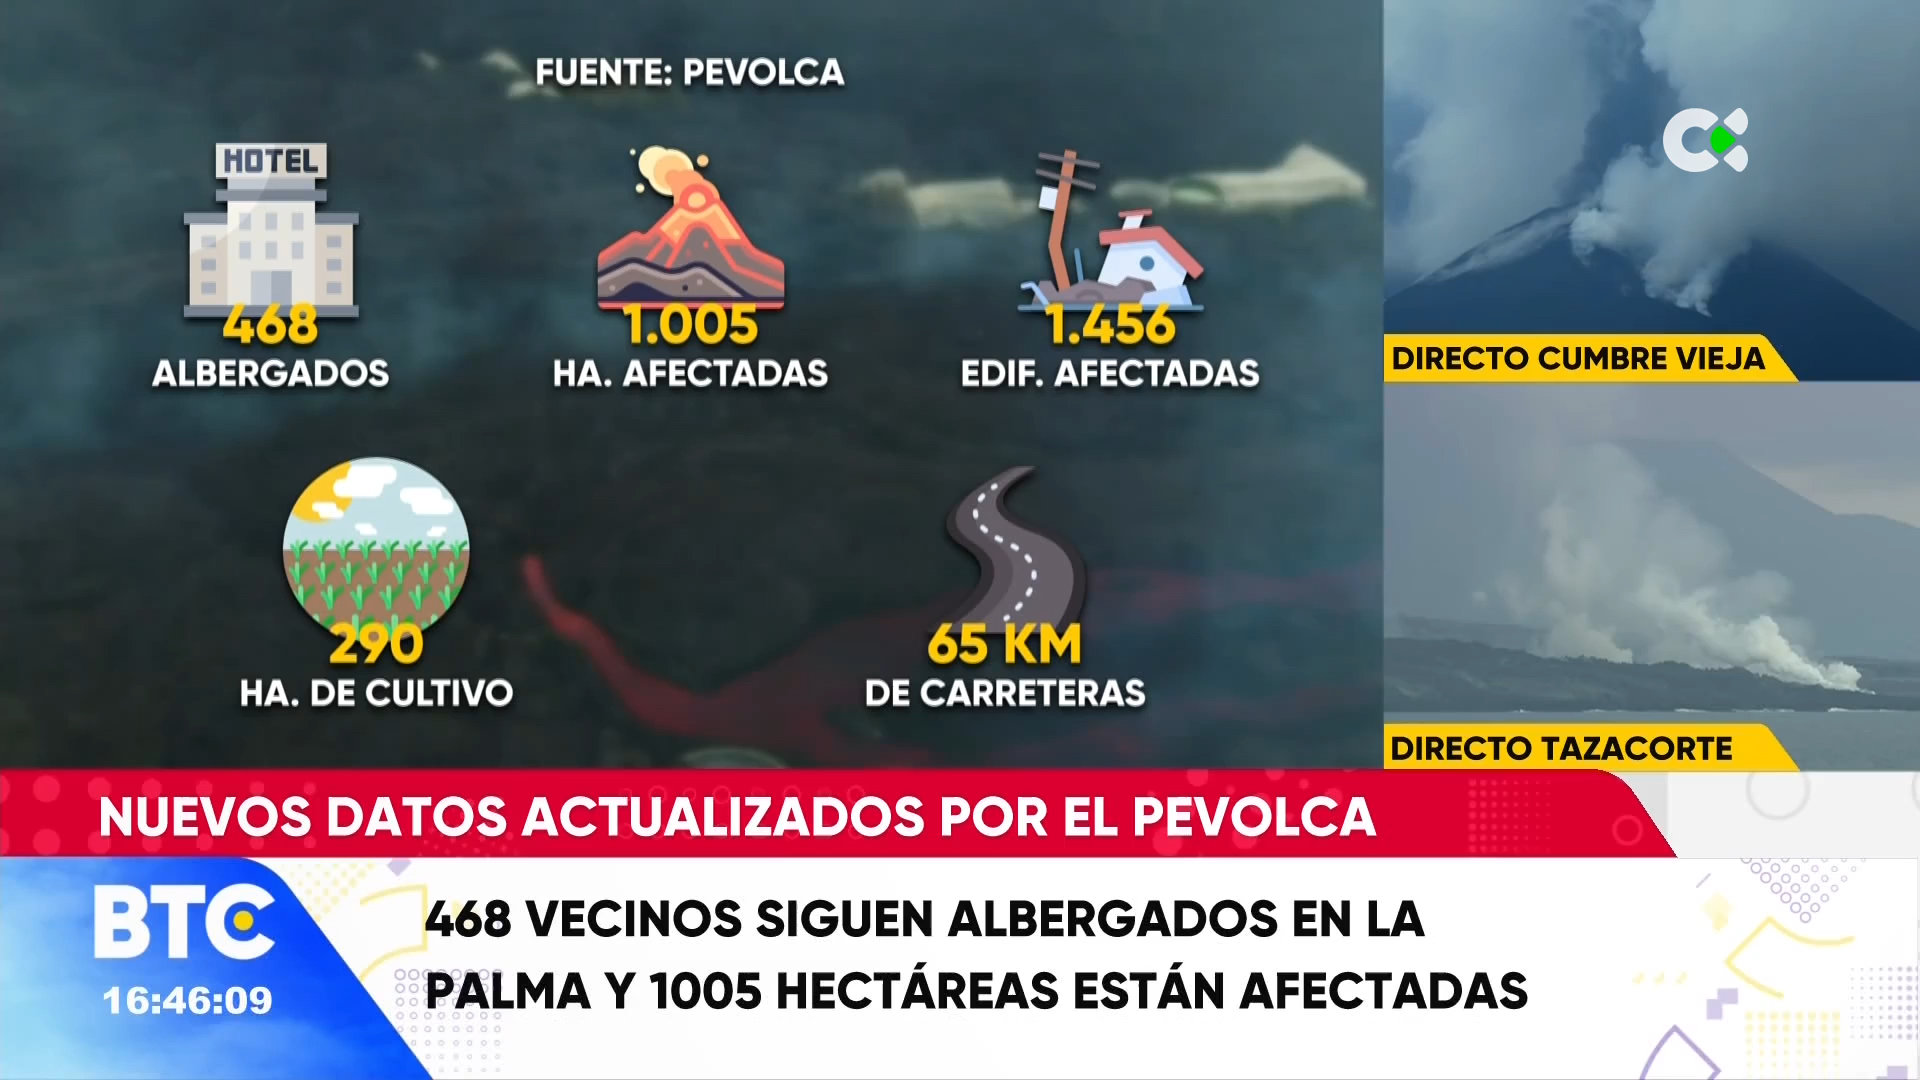 FUENTE: PEVOLCA
HOTEL
468
ALBERGADOS
1.005
HA. AFECTADAS
1.456
EDIF. AFECTADAS
290
HA. DE CULTIVO
65 KM
DE CARRETERAS
DIRECTO CUMBRE VIEJA
DIRECTO TAZACORTE
NUEVOS DATOS ACTUALIZADOS POR EL PEVOLCA
BTC
16:46:09
468 VECINOS SIGUEN ALBERGADOS EN LA
PALMA Y 1005 HECTÁREAS ESTÁN AFECTADAS